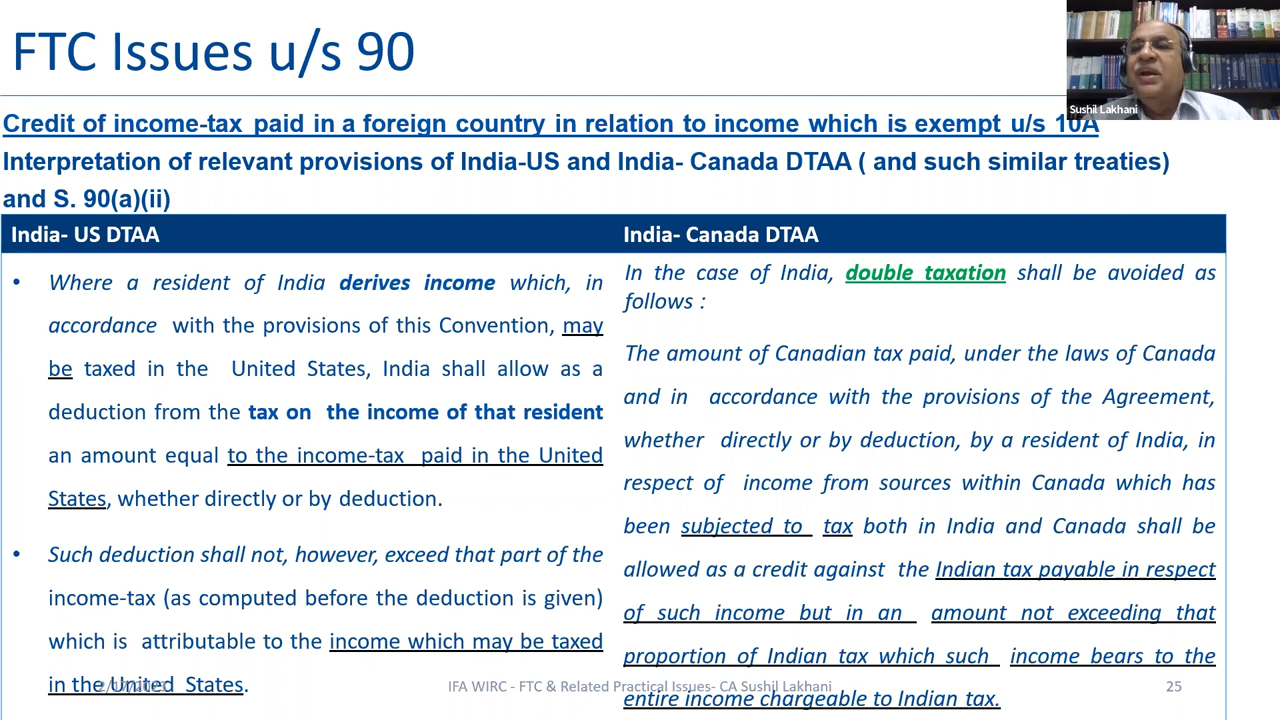 FTC Issues u/s 90
Sushil Lakhani
Credit of income-tax paid in a foreign country in relation to income which is exempt u/s 10A
Interpretation of relevant provisions of India-US and India- Canada DTAA ( and such similar treaties)
and S. 90(a)(ii)
India- US DTAA
• Where a resident of India derives income which, in
accordance with the provisions of this Convention, may
be taxed in the United States, India shall allow as a
deduction from the tax on the income of that resident
an amount equal to the income-tax paid in the United
States, whether directly or by deduction.
• Such deduction shall not, however, exceed that part of the
income-tax (as computed before the deduction is given)
which is attributable to the income which may be taxed
in the United States.
India- Canada DTAA
In the case of India, double taxation shall be avoided as
follows :
The amount of Canadian tax paid, under the laws of Canada
and in accordance with the provisions of the Agreement,
whether directly or by deduction, by a resident of India, in
respect of income from sources within Canada which has
been subjected to tax both in India and Canada shall be
allowed as a credit against the Indian tax payable in respect
of such income but in an amount not exceeding that
proportion of Indian tax which such income bears to the
entire income chargeable to Indian tax.
IFA WIRC - FTC & Related Practical Issues- CA Sushil Lakhani
25